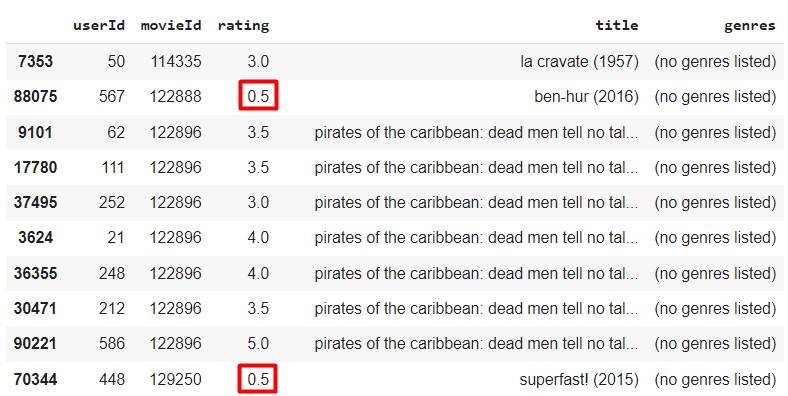 userId movieId rating title genres
7353 50 114335 3.0 la cravate (1957) (no genres listed)
88075 567 122888 0.5 ben-hur (2016) (no genres listed)
9101 62 122896 3.5 pirates of the caribbean: dead men tell no tal... (no genres listed)
17780 111 122896 3.5 pirates of the caribbean: dead men tell no tal... (no genres listed)
37495 252 122896 3.0 pirates of the caribbean: dead men tell no tal... (no genres listed)
3624 21 122896 4.0 pirates of the caribbean: dead men tell no tal... (no genres listed)
36355 248 122896 4.0 pirates of the caribbean: dead men tell no tal... (no genres listed)
30471 212 122896 3.5 pirates of the caribbean: dead men tell no tal... (no genres listed)
90221 586 122896 5.0 pirates of the caribbean: dead men tell no tal... (no genres listed)
70344 448 129250 0.5 superfast! (2015) (no genres listed)